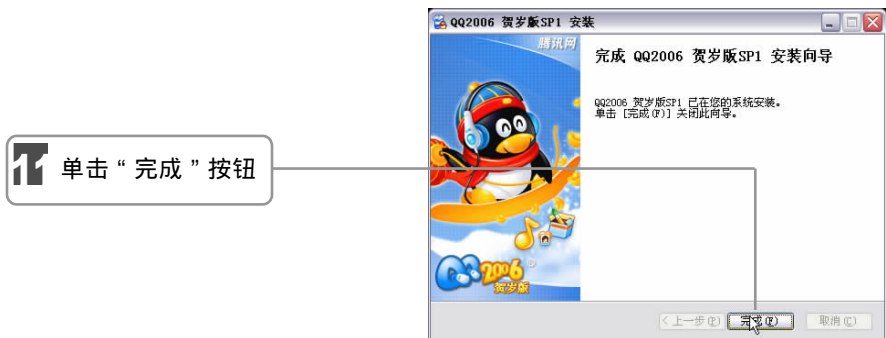 11 单击“完成”按钮
QQ2006 贺岁版SP1 安装
腾讯网
完成 QQ2006 贺岁版SP1 安装向导
QQ2006 贺岁版SP1 已在您的系统安装。
单击 [完成(F)] 关闭此向导。
QQ2006
贺岁版
< 上一步(P) 完成(F) 取消(C)